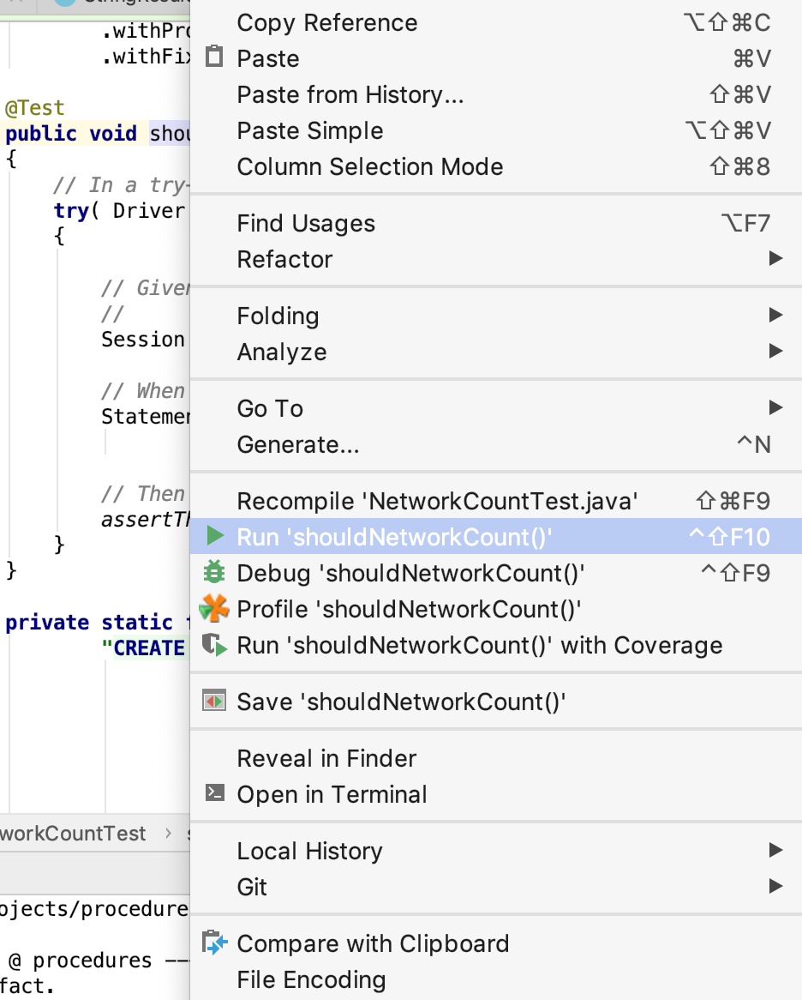 StringResul
.withPro
.withFix
@Test
public void shou
{
// In a try-
try( Driver
{
// Given
//
Session
// When
Statemen
// Then
assertTh
}
}
private static f
"CREATE
workCountTest › s
ojects/procedure
@ procedures ---
fact.
Copy Reference ⌥⇧⌘C
Paste ⌘V
Paste from History... ⇧⌘V
Paste Simple ⌥⇧⌘V
Column Selection Mode ⇧⌘8
Find Usages ⌥F7
Refactor
Folding
Analyze
Go To
Generate... ^N
Recompile 'NetworkCountTest.java' ⇧⌘F9
Run 'shouldNetworkCount()' ^⇧F10
Debug 'shouldNetworkCount()' ^⇧F9
Profile 'shouldNetworkCount()'
Run 'shouldNetworkCount()' with Coverage
Save 'shouldNetworkCount()'
Reveal in Finder
Open in Terminal
Local History
Git
Compare with Clipboard
File Encoding